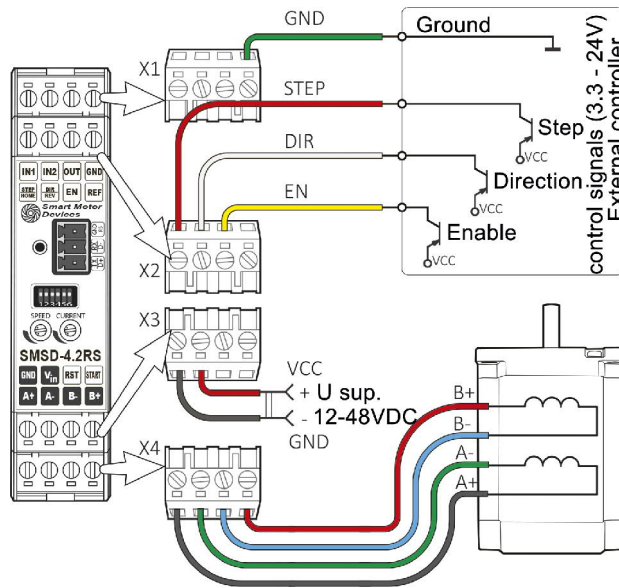 GND
Ground
X1
STEP
Step
VCC
DIR
Direction
VCC
EN
Enable
VCC
control signals (3.3 - 24V)
External controller
IN1 IN2 OUT GND
STEP HOME DIR REV EN REF
Smart Motor
Devices
X2
X3
123456
SPEED CURRENT
SMSD-4.2RS
GND Vin RST START
A+ A- B- B+
VCC
+ U sup.
- 12-48VDC
GND
X4
B+
B-
A-
A+